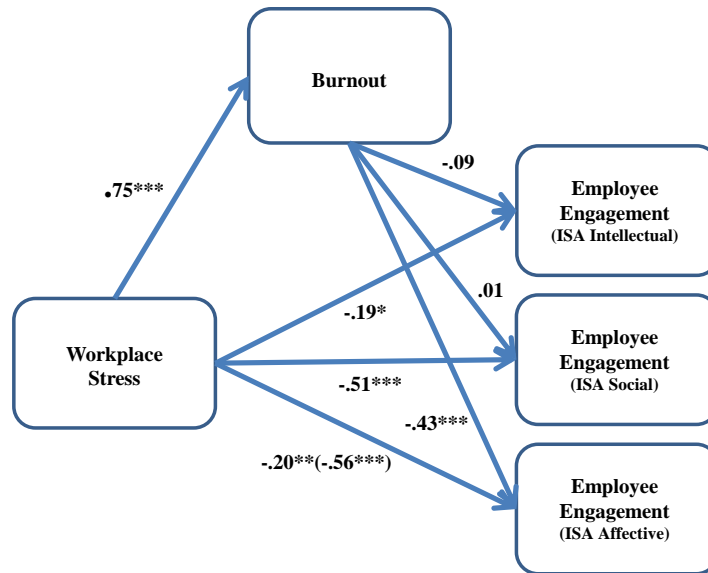 Burnout
-.09
.75***
Employee
Engagement
(ISA Intellectual)
.01
-.19*
Workplace
Stress
Employee
Engagement
(ISA Social)
-.51***
-.43***
-.20**(-.56***)
Employee
Engagement
(ISA Affective)